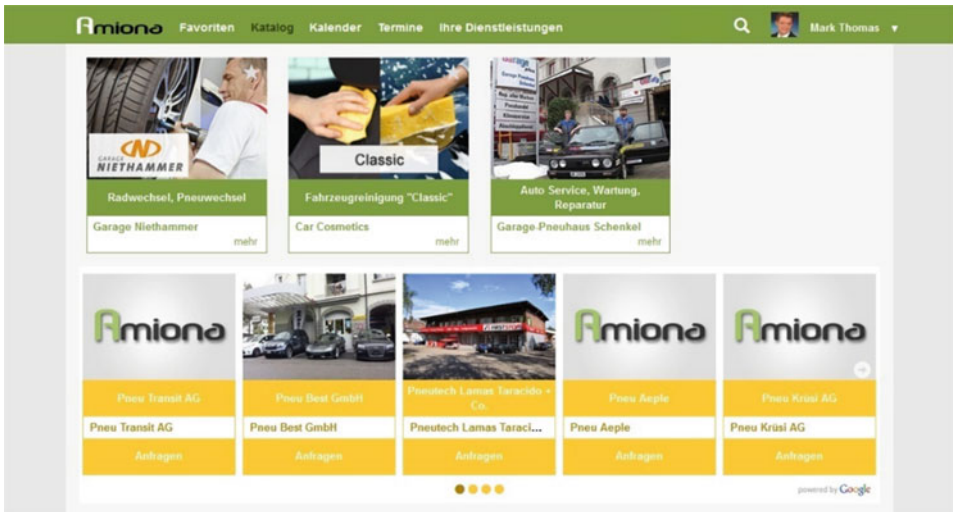 Amiona Favoriten Katalog Kalender Termine Ihre Dienstleistungen Mark Thomas
GARAGE
NIETHAMMER
Classic
Radwechsel, Pneuwechsel
Fahrzeugreinigung "Classic"
Auto Service, Wartung,
Reparatur
Garage Niethammer
mehr
Car Cosmetics
mehr
Garage-Pneuhaus Schenkel
mehr
Amiona
Amiona
Amiona
Pneu Transit AG
Pneu Best GmbH
Pneutech Lamas Taracido +
Co.
Pneu Aeple
Pneu Krüsi AG
Pneu Transit AG
Pneu Best GmbH
Pneutech Lamas Taraci...
Pneu Aeple
Pneu Krüsi AG
Anfragen
Anfragen
Anfragen
Anfragen
Anfragen
powered by Google